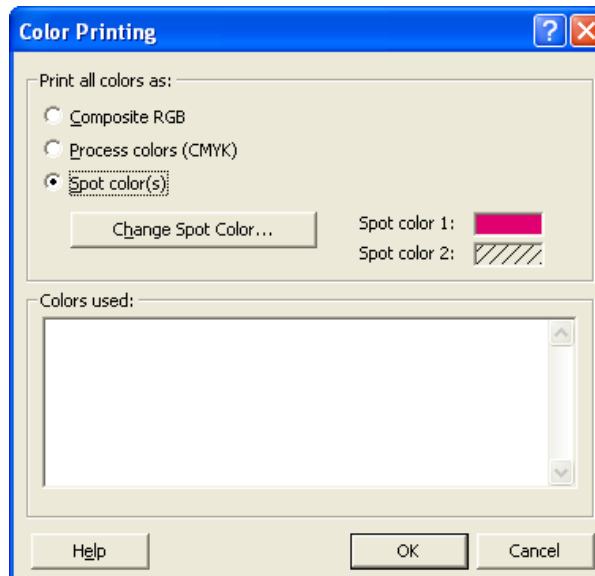 Color Printing
Print all colors as:
Composite RGB
Process colors (CMYK)
Spot color(s)
Change Spot Color...
Spot color 1:
Spot color 2:
Colors used:
Help
OK
Cancel